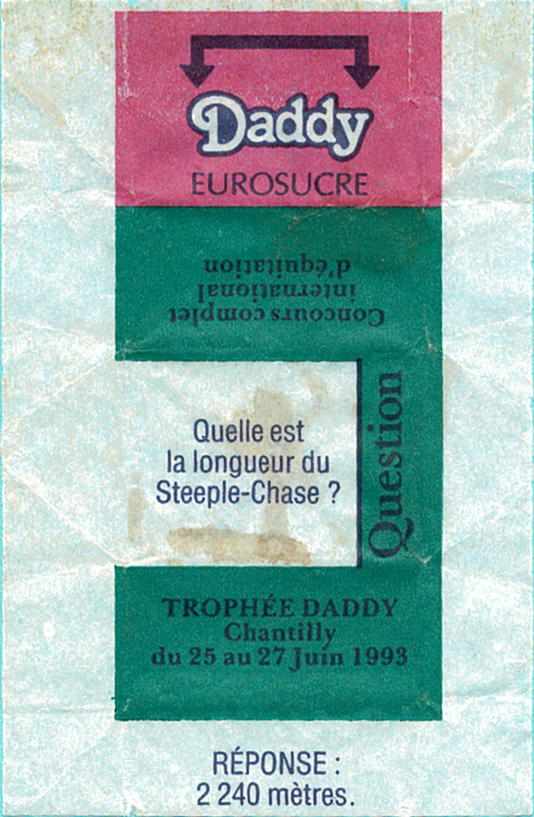 Daddy
EUROSUCRE
Concours complet
international
d'équitation
Quelle est
la longueur du
Steeple-Chase ?
Question
TROPHÉE DADDY
Chantilly
du 25 au 27 Juin 1993
RÉPONSE :
2 240 mètres.